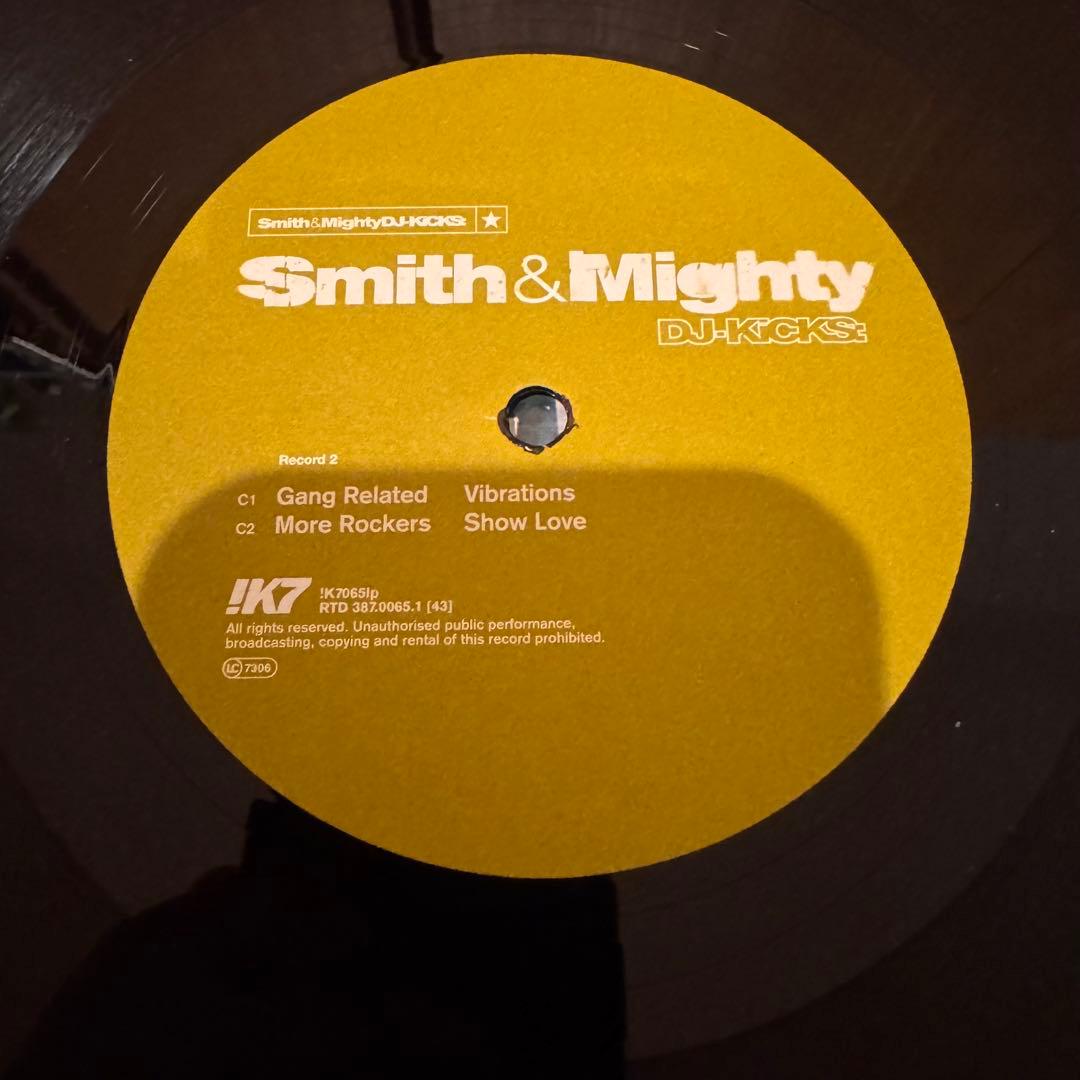 Smith&MightyDJ-KiCKS:
Smith&Mighty
DJ-KiCKS:
Record 2
C1 Gang Related Vibrations
C2 More Rockers Show Love
!K7 !K7065lp
RTD 387.0065.1 [43]
All rights reserved. Unauthorised public performance,
broadcasting, copying and rental of this record prohibited.
LC 7306